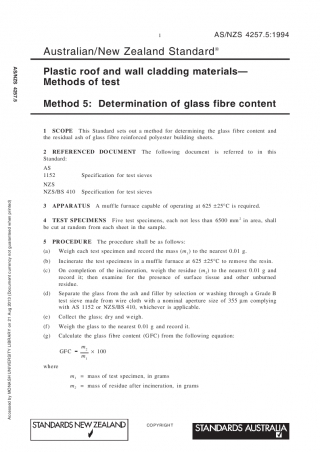 1
AS/NZS 4257.5:1994
Australian/New Zealand Standard®
Plastic roof and wall cladding materials—
Methods of test
Method 5: Determination of glass fibre content
1 SCOPE This Standard sets out a method for determining the glass fibre content and
the residual ash of glass fibre reinforced polyester building sheets.
2 REFERENCED DOCUMENT The following document is referred to in this
Standard:
AS
1152 Specification for test sieves
NZS
NZS/BS 410 Specification for test sieves
3 APPARATUS A muffle furnace capable of operating at 625 ±25°C is required.
4 TEST SPECIMENS Five test specimens, each not less than 6500 mm² in area, shall
be cut at random from each sheet in the sample.
5 PROCEDURE The procedure shall be as follows:
(a) Weigh each test specimen and record the mass (m₁) to the nearest 0.01 g.
(b) Incinerate the test specimens in a muffle furnace at 625 ±25°C to remove the resin.
(c) On completion of the incineration, weigh the residue (m₂) to the nearest 0.01 g and
record it; then examine for the presence of surface tissue and other unburned
residue.
(d) Separate the glass from the ash and filler by selection or washing through a Grade B
test sieve made from wire cloth with a nominal aperture size of 355 μm complying
with AS 1152 or NZS/BS 410, whichever is applicable.
(e) Collect the glass; dry and weigh.
(f) Weigh the glass to the nearest 0.01 g and record it.
(g) Calculate the glass fibre content (GFC) from the following equation:
GFC = m₂/m₁ × 100
where
m₁ = mass of test specimen, in grams
m₂ = mass of residue after incineration, in grams
STANDARDS NEW ZEALAND
COPYRIGHT
STANDARDS AUSTRALIA
AS/NZS 4257.5
Accessed by MONASH UNIVERSITY LIBRARY on 21 Aug 2013 (Document currency not guaranteed when printed)